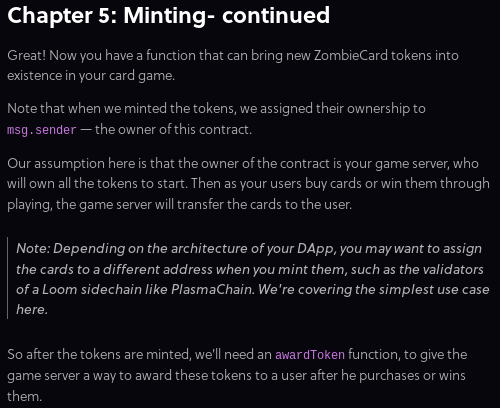 Chapter 5: Minting- continued
Great! Now you have a function that can bring new ZombieCard tokens into
existence in your card game.
Note that when we minted the tokens, we assigned their ownership to
msg.sender — the owner of this contract.
Our assumption here is that the owner of the contract is your game server, who
will own all the tokens to start. Then as your users buy cards or win them through
playing, the game server will transfer the cards to the user.
Note: Depending on the architecture of your DApp, you may want to assign
the cards to a different address when you mint them, such as the validators
of a Loom sidechain like PlasmaChain. We're covering the simplest use case
here.
So after the tokens are minted, we'll need an awardToken function, to give the
game server a way to award these tokens to a user after he purchases or wins
them.